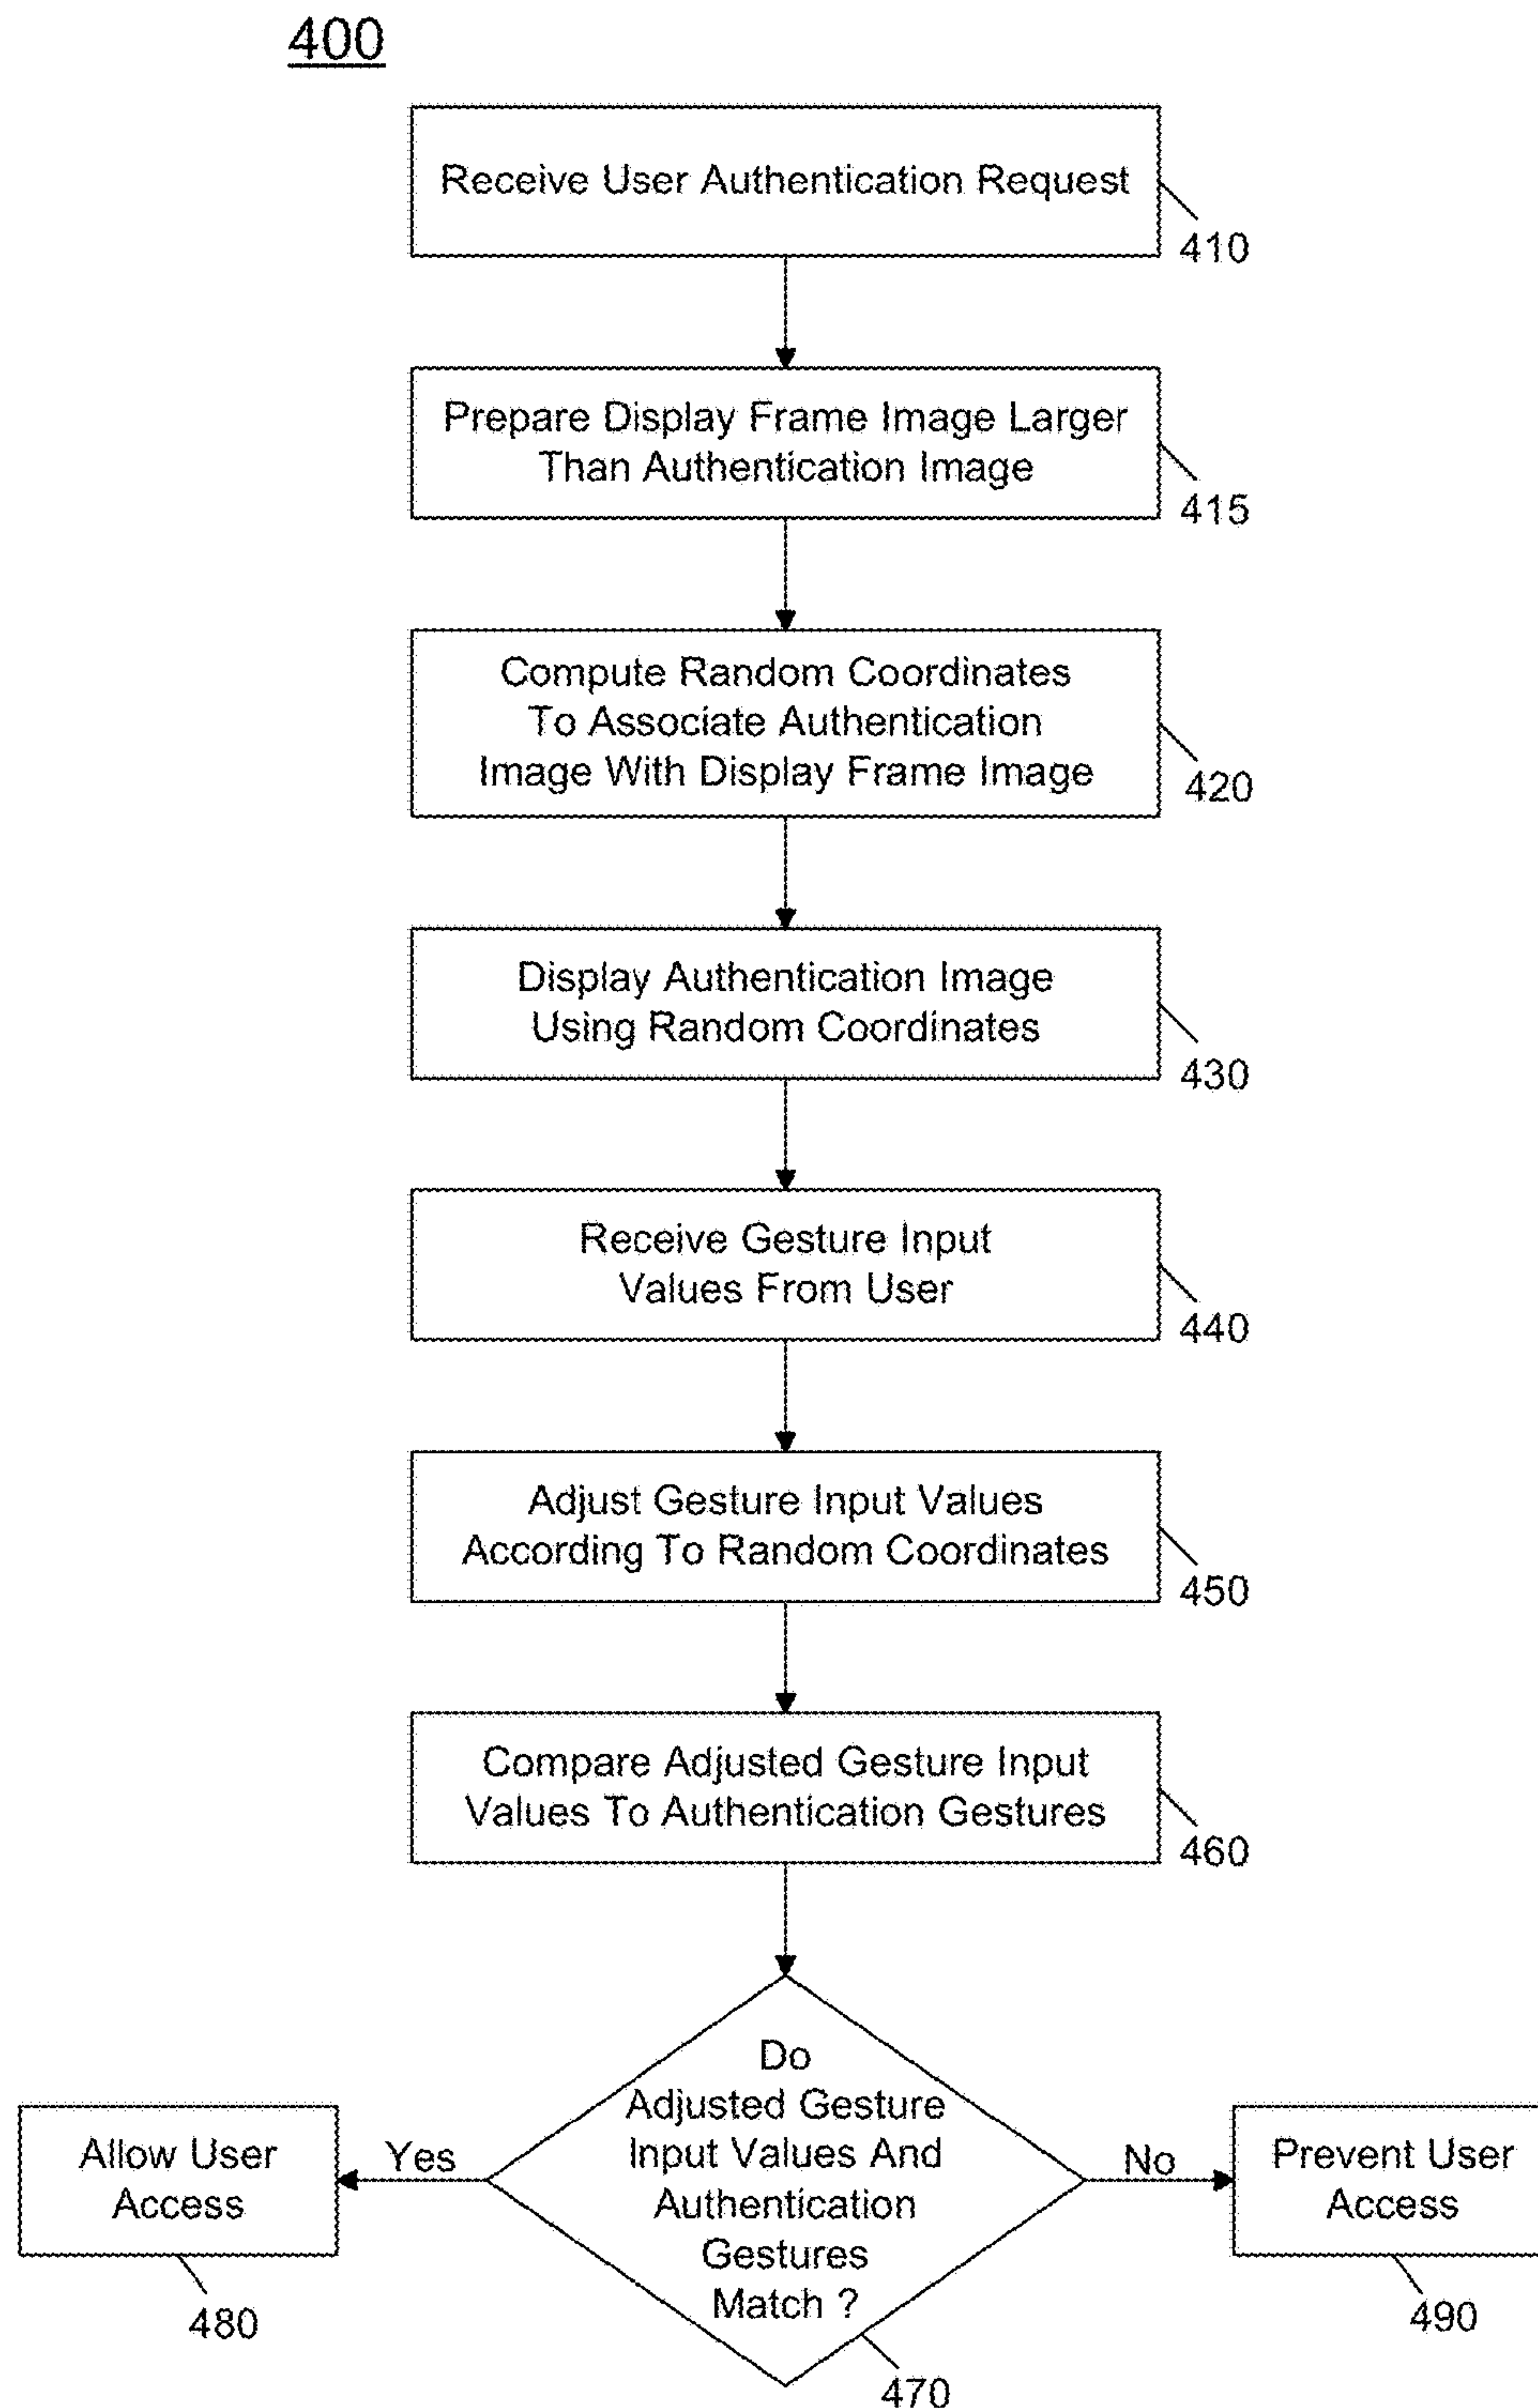 400
Receive User Authentication Request
410
Prepare Display Frame Image Larger
Than Authentication Image
415
Compute Random Coordinates
To Associate Authentication
Image With Display Frame Image
420
Display Authentication Image
Using Random Coordinates
430
Receive Gesture Input
Values From User
440
Adjust Gesture Input Values
According To Random Coordinates
450
Compare Adjusted Gesture Input
Values To Authentication Gestures
460
Do
Adjusted Gesture
Input Values And
Authentication
Gestures
Match ?
470
Yes
Allow User
Access
480
No
Prevent User
Access
490